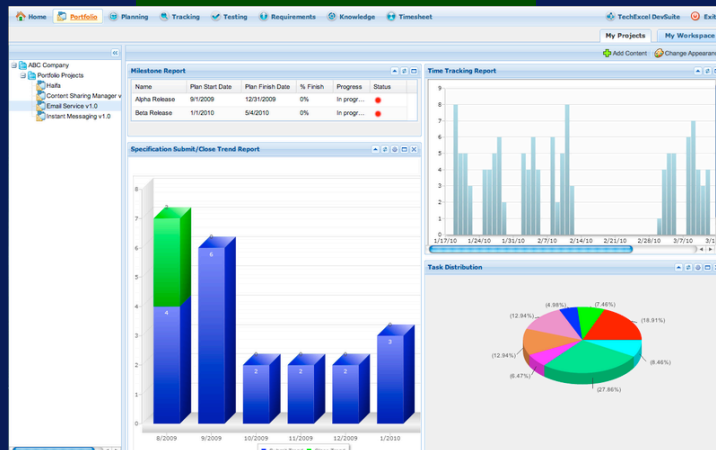 Home Portfolio Planning Tracking Testing Requirements Knowledge Timesheet TechExcel DevSuite Exit
My Projects My Workspace
Add Content Change Appearan
ABC Company
Portfolio Projects
Haifa
Content Sharing Manager v
Email Service v1.0
Instant Messaging v1.0
Milestone Report
Name Plan Start Date Plan Finish Date % Finish Progress Status
Alpha Release 9/1/2009 12/31/2009 0% In progr...
Beta Release 1/1/2010 5/4/2010 0% In progr...
Specification Submit/Close Trend Report
8
7
6
5
4
3
2
1
0
4
6
2
2
2
3
8/2009 9/2009 10/2009 11/2009 12/2009 1/2010
Time Tracking Report
9
8
7
6
5
4
3
2
1
0
1/17/10 1/24/10 1/31/10 2/7/10 2/14/10 2/21/10 2/28/10 3/7/10 3/1
Task Distribution
(4.98%) (7.46%)
(12.94%) (18.91%)
(12.94%) (8.46%)
(6.47%)
(27.86%)